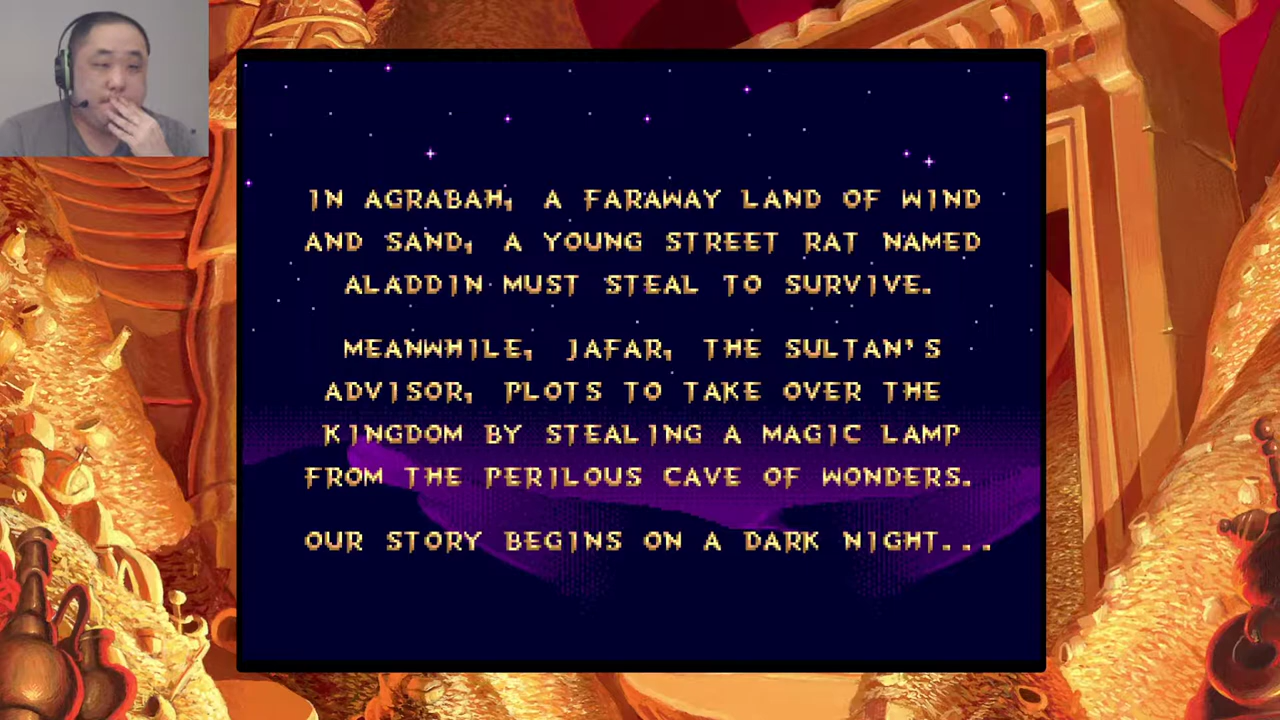 IN AGRABAH, A FARAWAY LAND OF WIND
AND SAND, A YOUNG STREET RAT NAMED
ALADDIN MUST STEAL TO SURVIVE.
MEANWHILE, JAFAR, THE SULTAN'S
ADVISOR, PLOTS TO TAKE OVER THE
KINGDOM BY STEALING A MAGIC LAMP
FROM THE PERILOUS CAVE OF WONDERS.
OUR STORY BEGINS ON A DARK NIGHT...